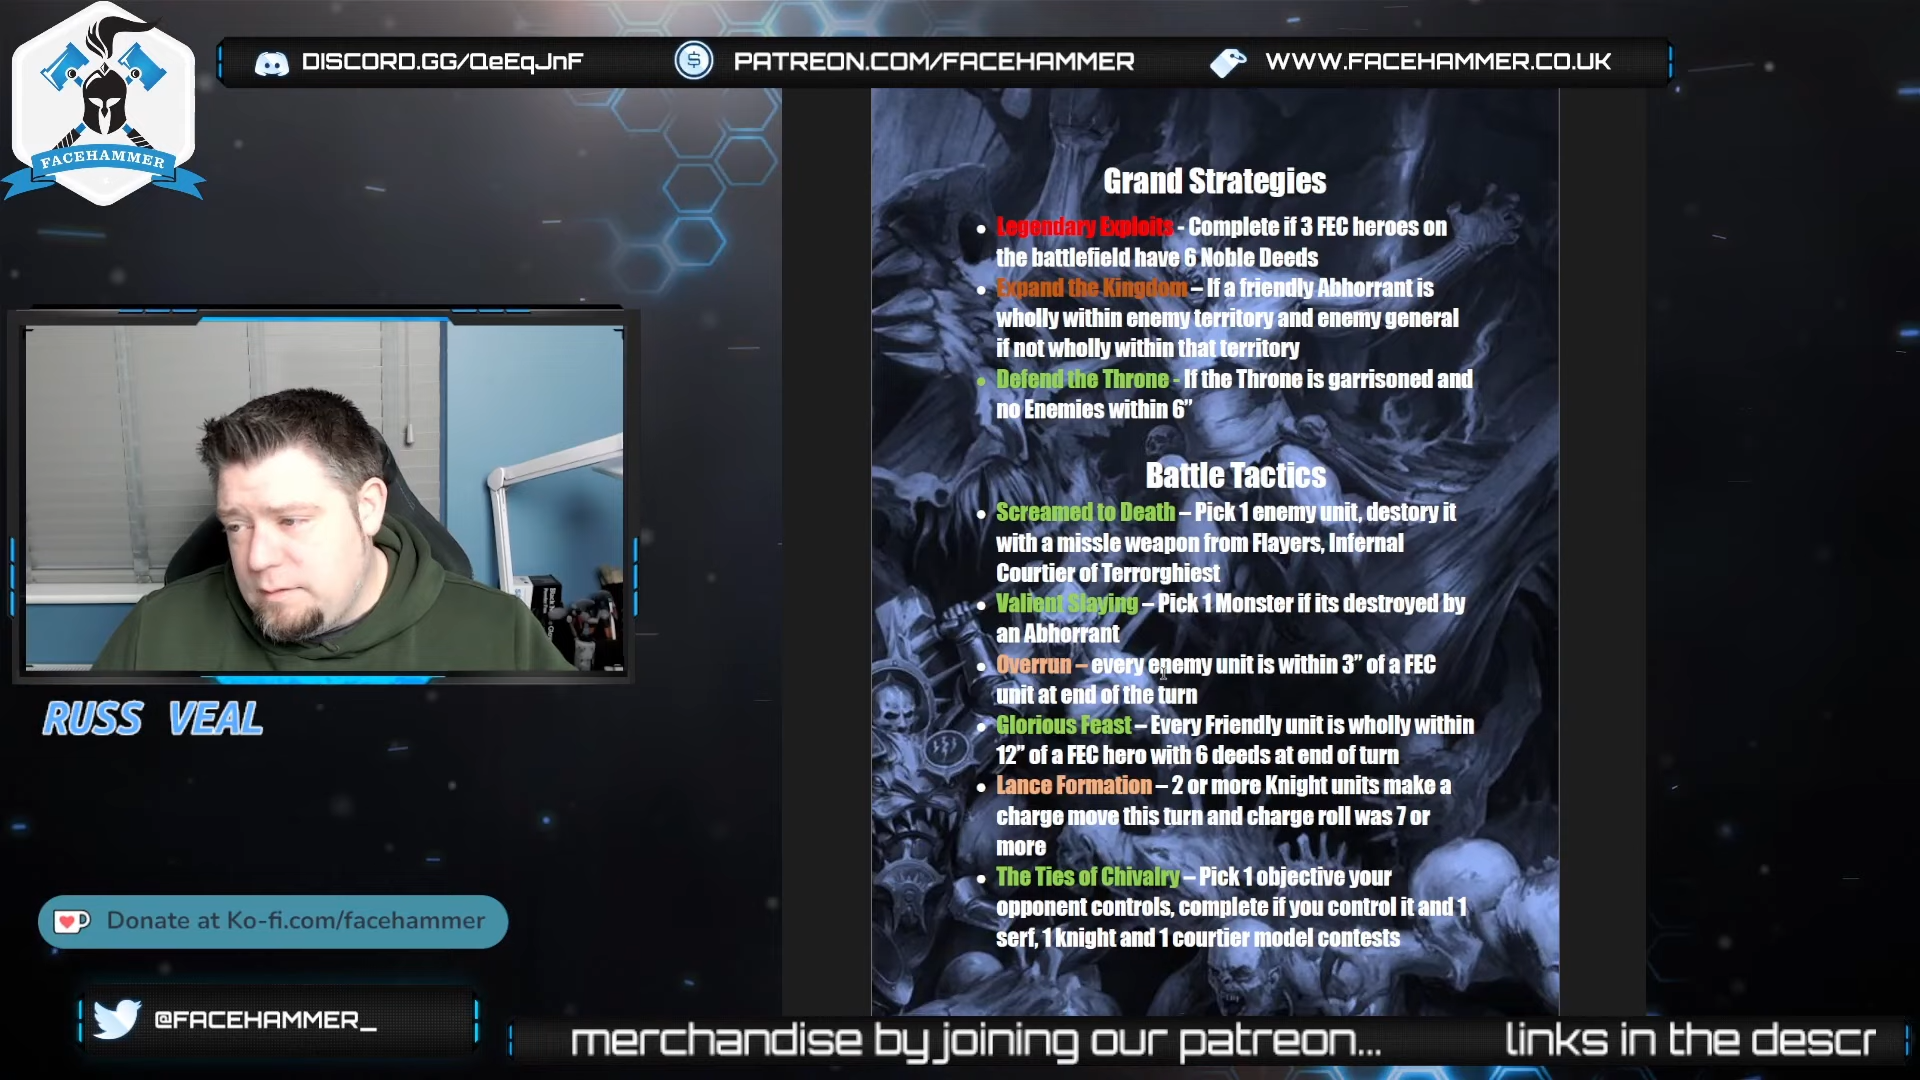 DISCORD.GG/QeEqJnF
PATREON.COM/FACEHAMMER
WWW.FACEHAMMER.CO.UK
FACEHAMMER
Grand Strategies
Legendary Exploits - Complete if 3 FEC heroes on
the battlefield have 6 Noble Deeds
Expand the Kingdom – If a friendly Abhorrant is
wholly within enemy territory and enemy general
if not wholly within that territory
Defend the Throne - If the Throne is garrisoned and
no Enemies within 6”
Battle Tactics
Screamed to Death – Pick 1 enemy unit, destory it
with a missle weapon from Flayers, Infernal
Courtier of Terrorghiest
Valient Slaying – Pick 1 Monster if its destroyed by
an Abhorrant
Overrun – every enemy unit is within 3” of a FEC
unit at end of the turn
Glorious Feast – Every Friendly unit is wholly within
12” of a FEC hero with 6 deeds at end of turn
Lance Formation – 2 or more Knight units make a
charge move this turn and charge roll was 7 or
more
The Ties of Chivalry – Pick 1 objective your
opponent controls, complete if you control it and 1
serf, 1 knight and 1 courtier model contests
RUSS VEAL
Donate at Ko-fi.com/facehammer
@FACEHAMMER_
merchandise by joining our patreon... links in the descr